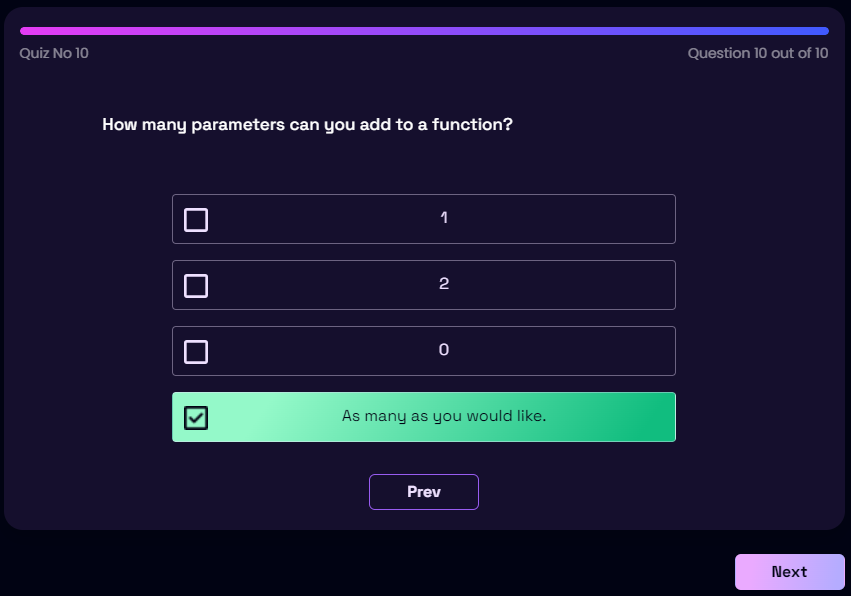 Quiz No 10
Question 10 out of 10
How many parameters can you add to a function?
1
2
0
As many as you would like.
Prev
Next